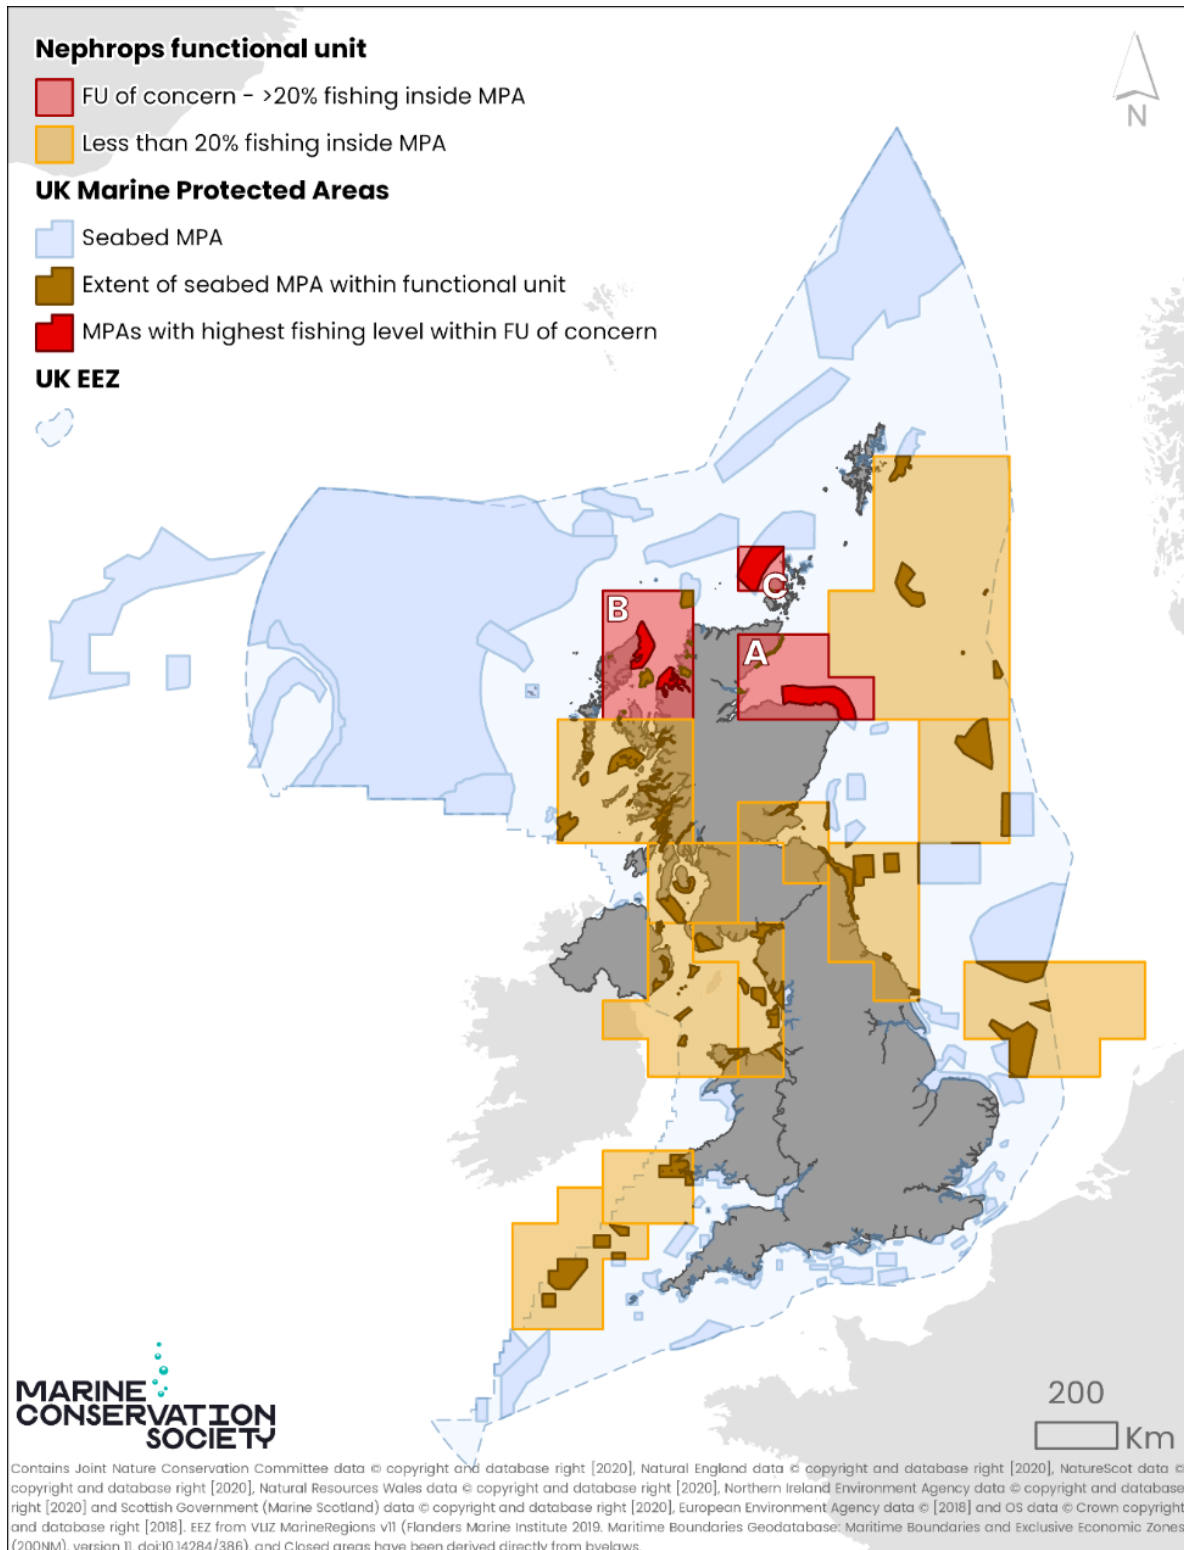 Nephrops functional unit
FU of concern - >20% fishing inside MPA
Less than 20% fishing inside MPA
UK Marine Protected Areas
Seabed MPA
Extent of seabed MPA within functional unit
MPAs with highest fishing level within FU of concern
UK EEZ
N
C
B
A
MARINE
CONSERVATION
SOCIETY
200
Km
Contains Joint Nature Conservation Committee data © copyright and database right [2020], Natural England data © copyright and database right [2020], NatureScot data ©
copyright and database right [2020], Natural Resources Wales data © copyright and database right [2020], Northern Ireland Environment Agency data © copyright and database
right [2020] and Scottish Government (Marine Scotland) data © copyright and database right [2020], European Environment Agency data © [2018] and OS data © Crown copyright
and database right [2018]. EEZ from VLIZ MarineRegions v11 (Flanders Marine Institute 2019. Maritime Boundaries Geodatabase: Maritime Boundaries and Exclusive Economic Zones
(200NM), version 11. doi:10.14284/386), and Closed areas have been derived directly from byelaws.